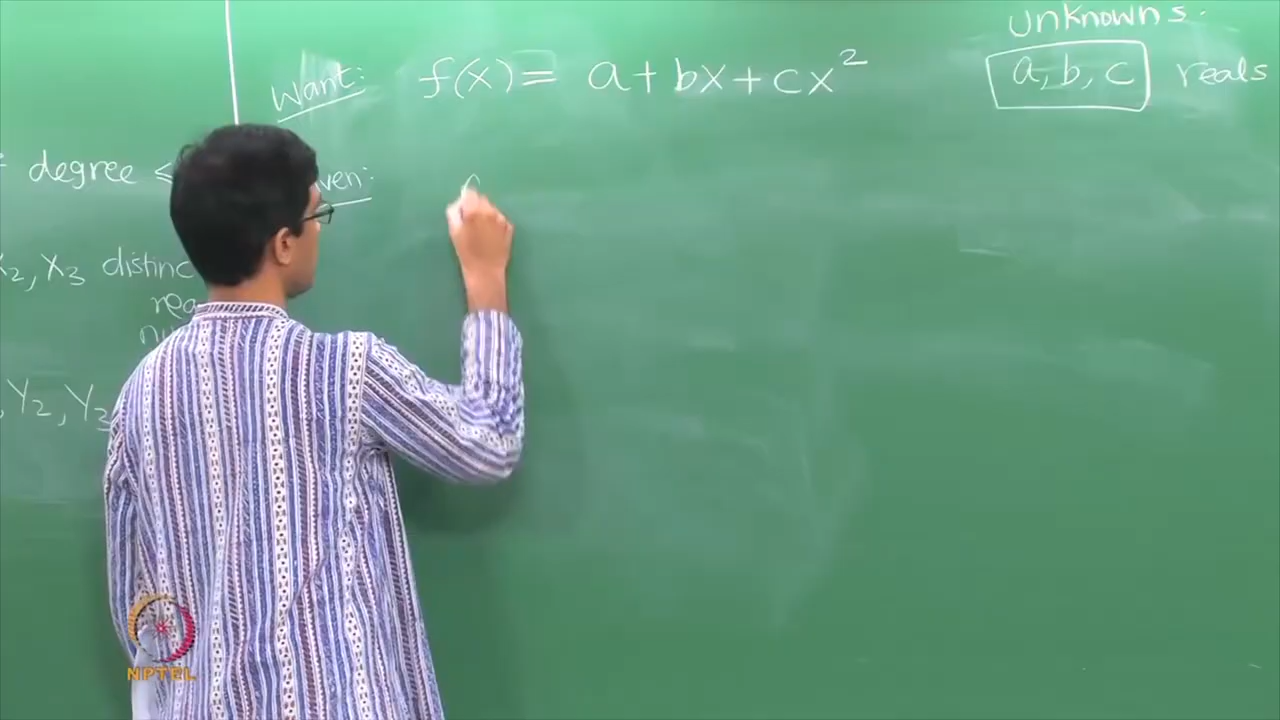 unknowns.
Want: f(x) = a + bx + cx²
a, b, c reals
degree ≤
ven:
x₂, x₃ distinc
rea
Y₂, Y₃
NPTEL